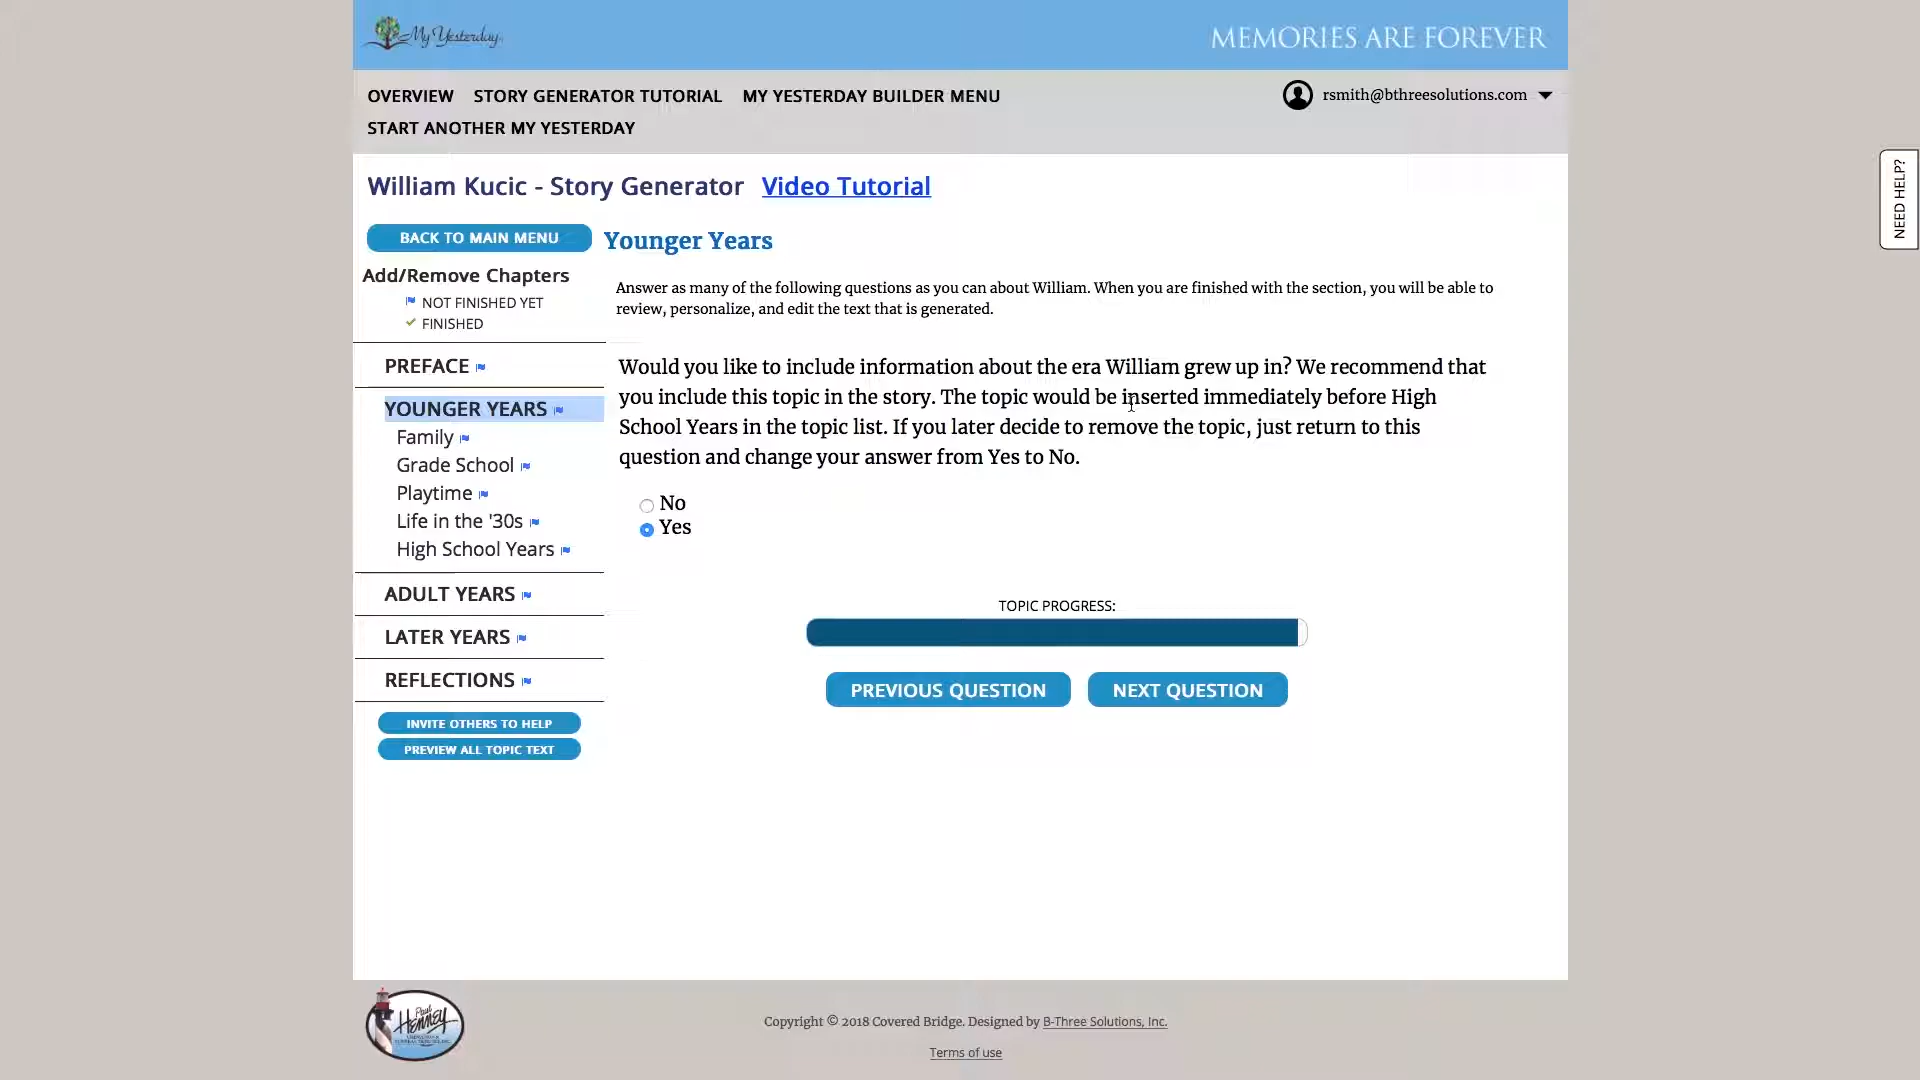 My Yesterday
MEMORIES ARE FOREVER
OVERVIEW STORY GENERATOR TUTORIAL MY YESTERDAY BUILDER MENU
rsmith@bthreesolutions.com
START ANOTHER MY YESTERDAY
NEED HELP?
William Kucic - Story Generator Video Tutorial
BACK TO MAIN MENU
Younger Years
Add/Remove Chapters
NOT FINISHED YET
FINISHED
Answer as many of the following questions as you can about William. When you are finished with the section, you will be able to
review, personalize, and edit the text that is generated.
PREFACE
YOUNGER YEARS
Family
Grade School
Playtime
Life in the '30s
High School Years
ADULT YEARS
LATER YEARS
REFLECTIONS
INVITE OTHERS TO HELP
PREVIEW ALL TOPIC TEXT
Would you like to include information about the era William grew up in? We recommend that
you include this topic in the story. The topic would be inserted immediately before High
School Years in the topic list. If you later decide to remove the topic, just return to this
question and change your answer from Yes to No.
No
Yes
TOPIC PROGRESS:
PREVIOUS QUESTION NEXT QUESTION
Paul
Henney
Copyright © 2018 Covered Bridge. Designed by B-Three Solutions, Inc.
Terms of use